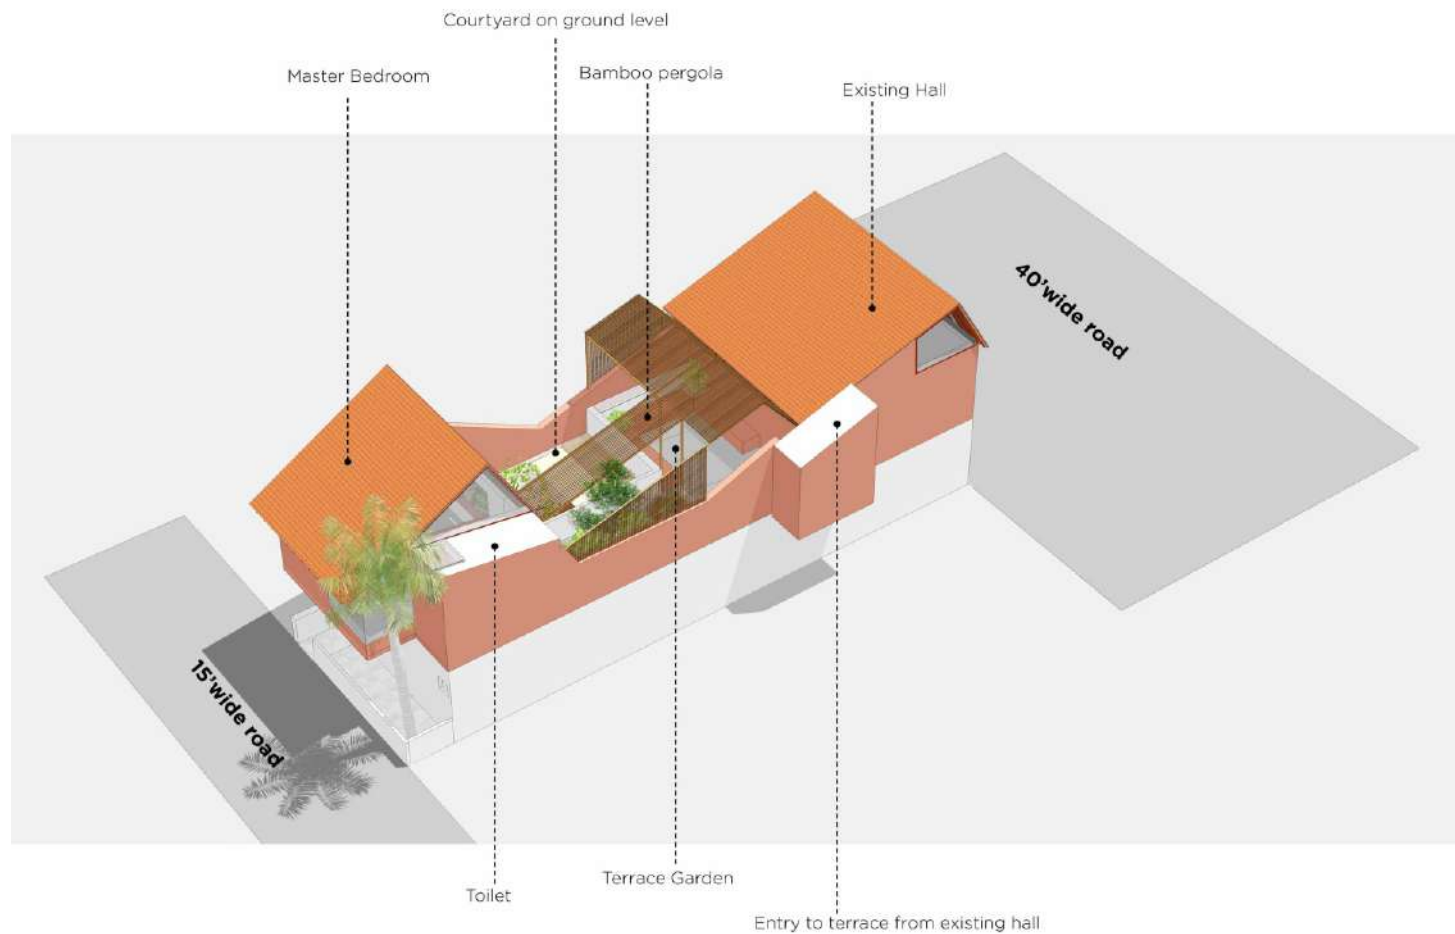 Courtyard on ground level
Master Bedroom
Bamboo pergola
Existing Hall
40'wide road
15'wide road
Toilet
Terrace Garden
Entry to terrace from existing hall